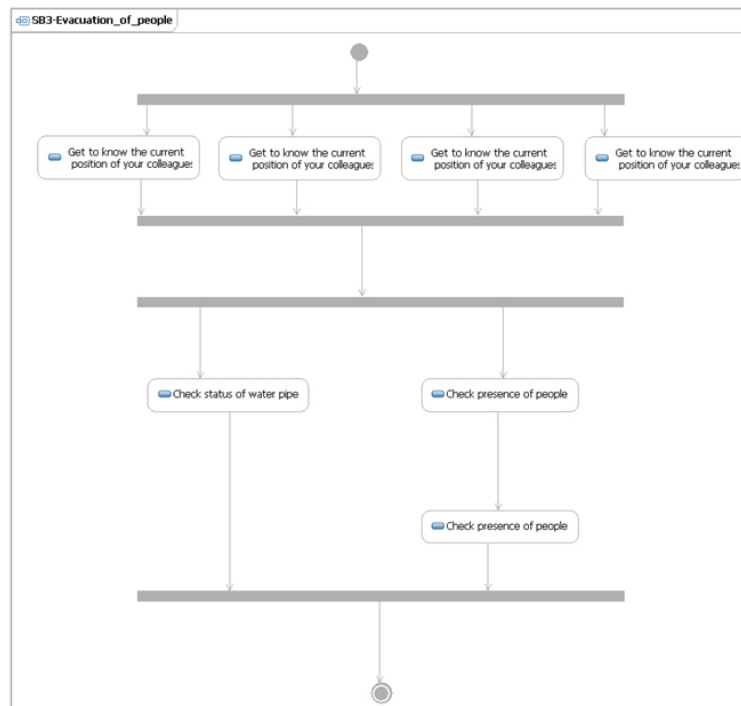 SB3-Evacuation_of_people
Get to know the current
position of your colleagues
Get to know the current
position of your colleagues
Get to know the current
position of your colleagues
Get to know the current
position of your colleagues
Check status of water pipe
Check presence of people
Check presence of people